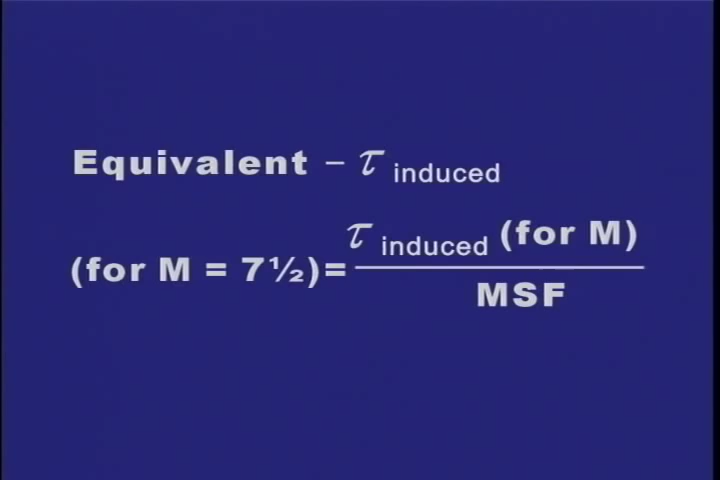 Equivalent – τ induced
(for M = 7½)= τ induced (for M)
MSF